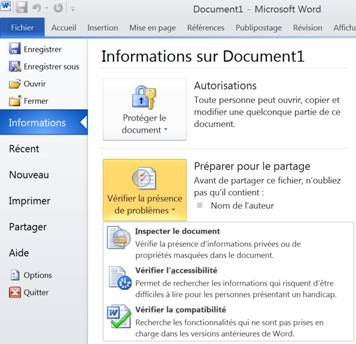 Document1 - Microsoft Word
Fichier Accueil Insertion Mise en page Références Publipostage Révision Afficha
Enregistrer
Enregistrer sous
Ouvrir
Fermer
Informations
Récent
Nouveau
Imprimer
Partager
Aide
Options
Quitter
Informations sur Document1
Protéger le
document
Autorisations
Toute personne peut ouvrir, copier et
modifier une quelconque partie de ce
document.
Vérifier la présence
de problèmes
Préparer pour le partage
Avant de partager ce fichier, n'oubliez
pas qu'il contient :
Nom de l'auteur
Inspecter le document
Vérifie la présence d'informations privées ou de
propriétés masquées dans le document.
Vérifier l'accessibilité
Permet de rechercher les informations qui risquent d'être
difficiles à lire pour les personnes présentant un handicap.
Vérifier la compatibilité
Recherche les fonctionnalités qui ne sont pas prises en
charge dans les versions antérieures de Word.